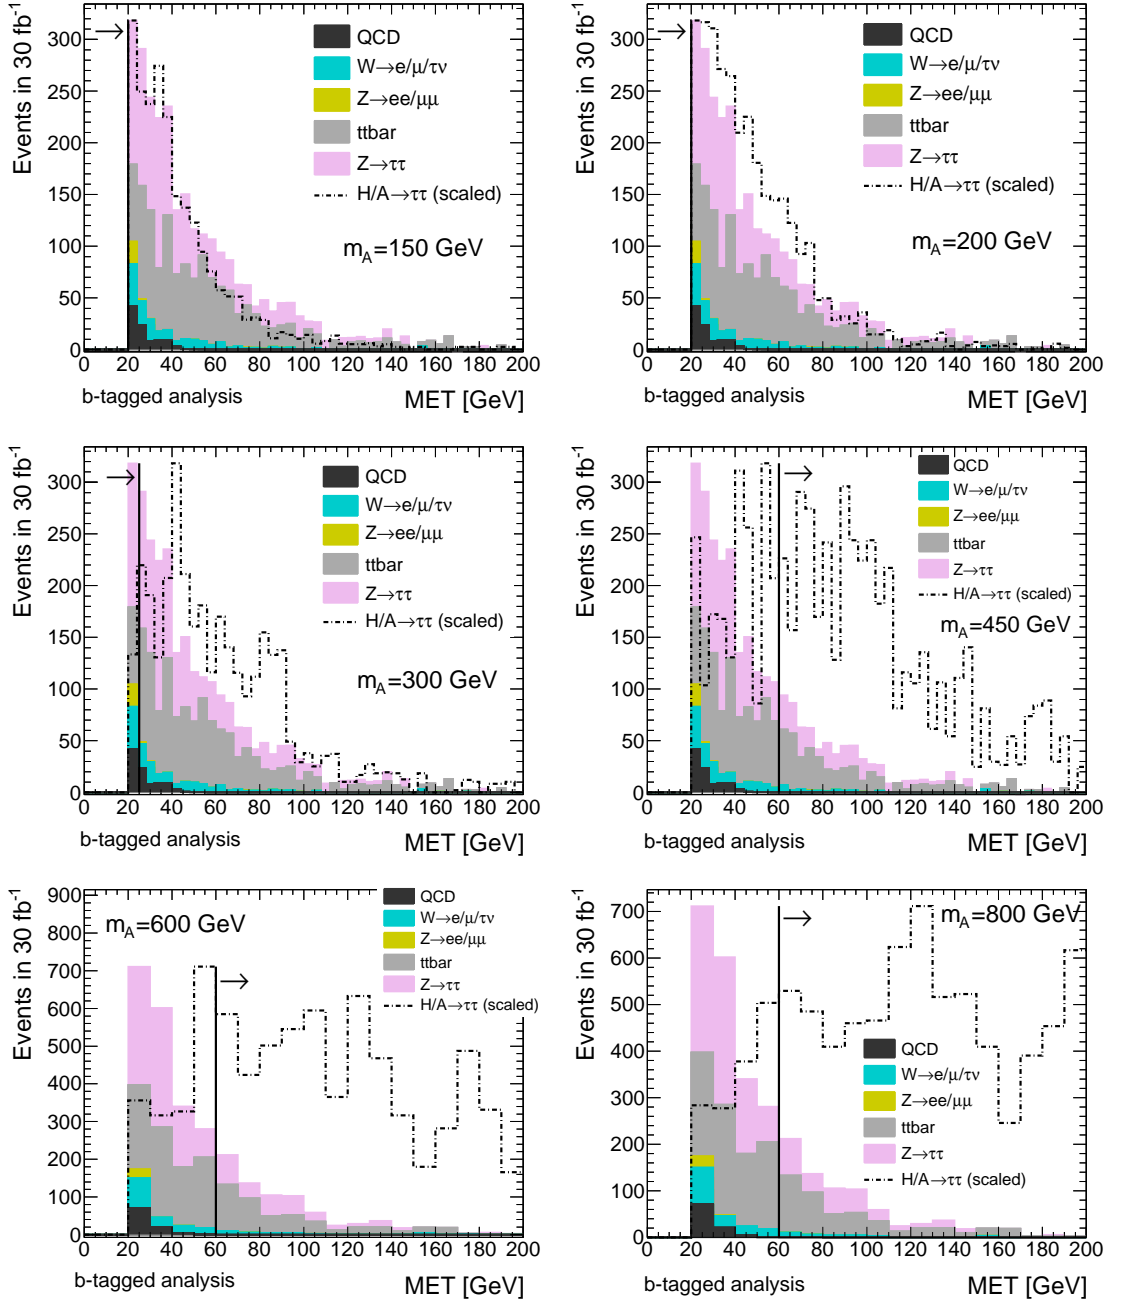 Events in 30 fb⁻¹
300
250
200
150
100
50
0
QCD
W→e/μ/τν
Z→ee/μμ
ttbar
Z→ττ
H/A→ττ (scaled)
m_A=150 GeV
0 20 40 60 80 100 120 140 160 180 200
b-tagged analysis MET [GeV]
Events in 30 fb⁻¹
300
250
200
150
100
50
0
QCD
W→e/μ/τν
Z→ee/μμ
ttbar
Z→ττ
H/A→ττ (scaled)
m_A=200 GeV
0 20 40 60 80 100 120 140 160 180 200
b-tagged analysis MET [GeV]
Events in 30 fb⁻¹
300
250
200
150
100
50
0
QCD
W→e/μ/τν
Z→ee/μμ
ttbar
Z→ττ
H/A→ττ (scaled)
m_A=300 GeV
0 20 40 60 80 100 120 140 160 180 200
b-tagged analysis MET [GeV]
Events in 30 fb⁻¹
300
250
200
150
100
50
0
QCD
W→e/μ/τν
Z→ee/μμ
ttbar
Z→ττ
H/A→ττ (scaled)
m_A=450 GeV
0 20 40 60 80 100 120 140 160 180 200
b-tagged analysis MET [GeV]
Events in 30 fb⁻¹
900
800
700
600
500
400
300
200
100
0
m_A=600 GeV
QCD
W→e/μ/τν
Z→ee/μμ
ttbar
Z→ττ
H/A→ττ (scaled)
0 20 40 60 80 100 120 140 160 180 200
b-tagged analysis MET [GeV]
Events in 30 fb⁻¹
700
600
500
400
300
200
100
0
m_A=800 GeV
QCD
W→e/μ/τν
Z→ee/μμ
ttbar
Z→ττ
H/A→ττ (scaled)
0 20 40 60 80 100 120 140 160 180 200
b-tagged analysis MET [GeV]